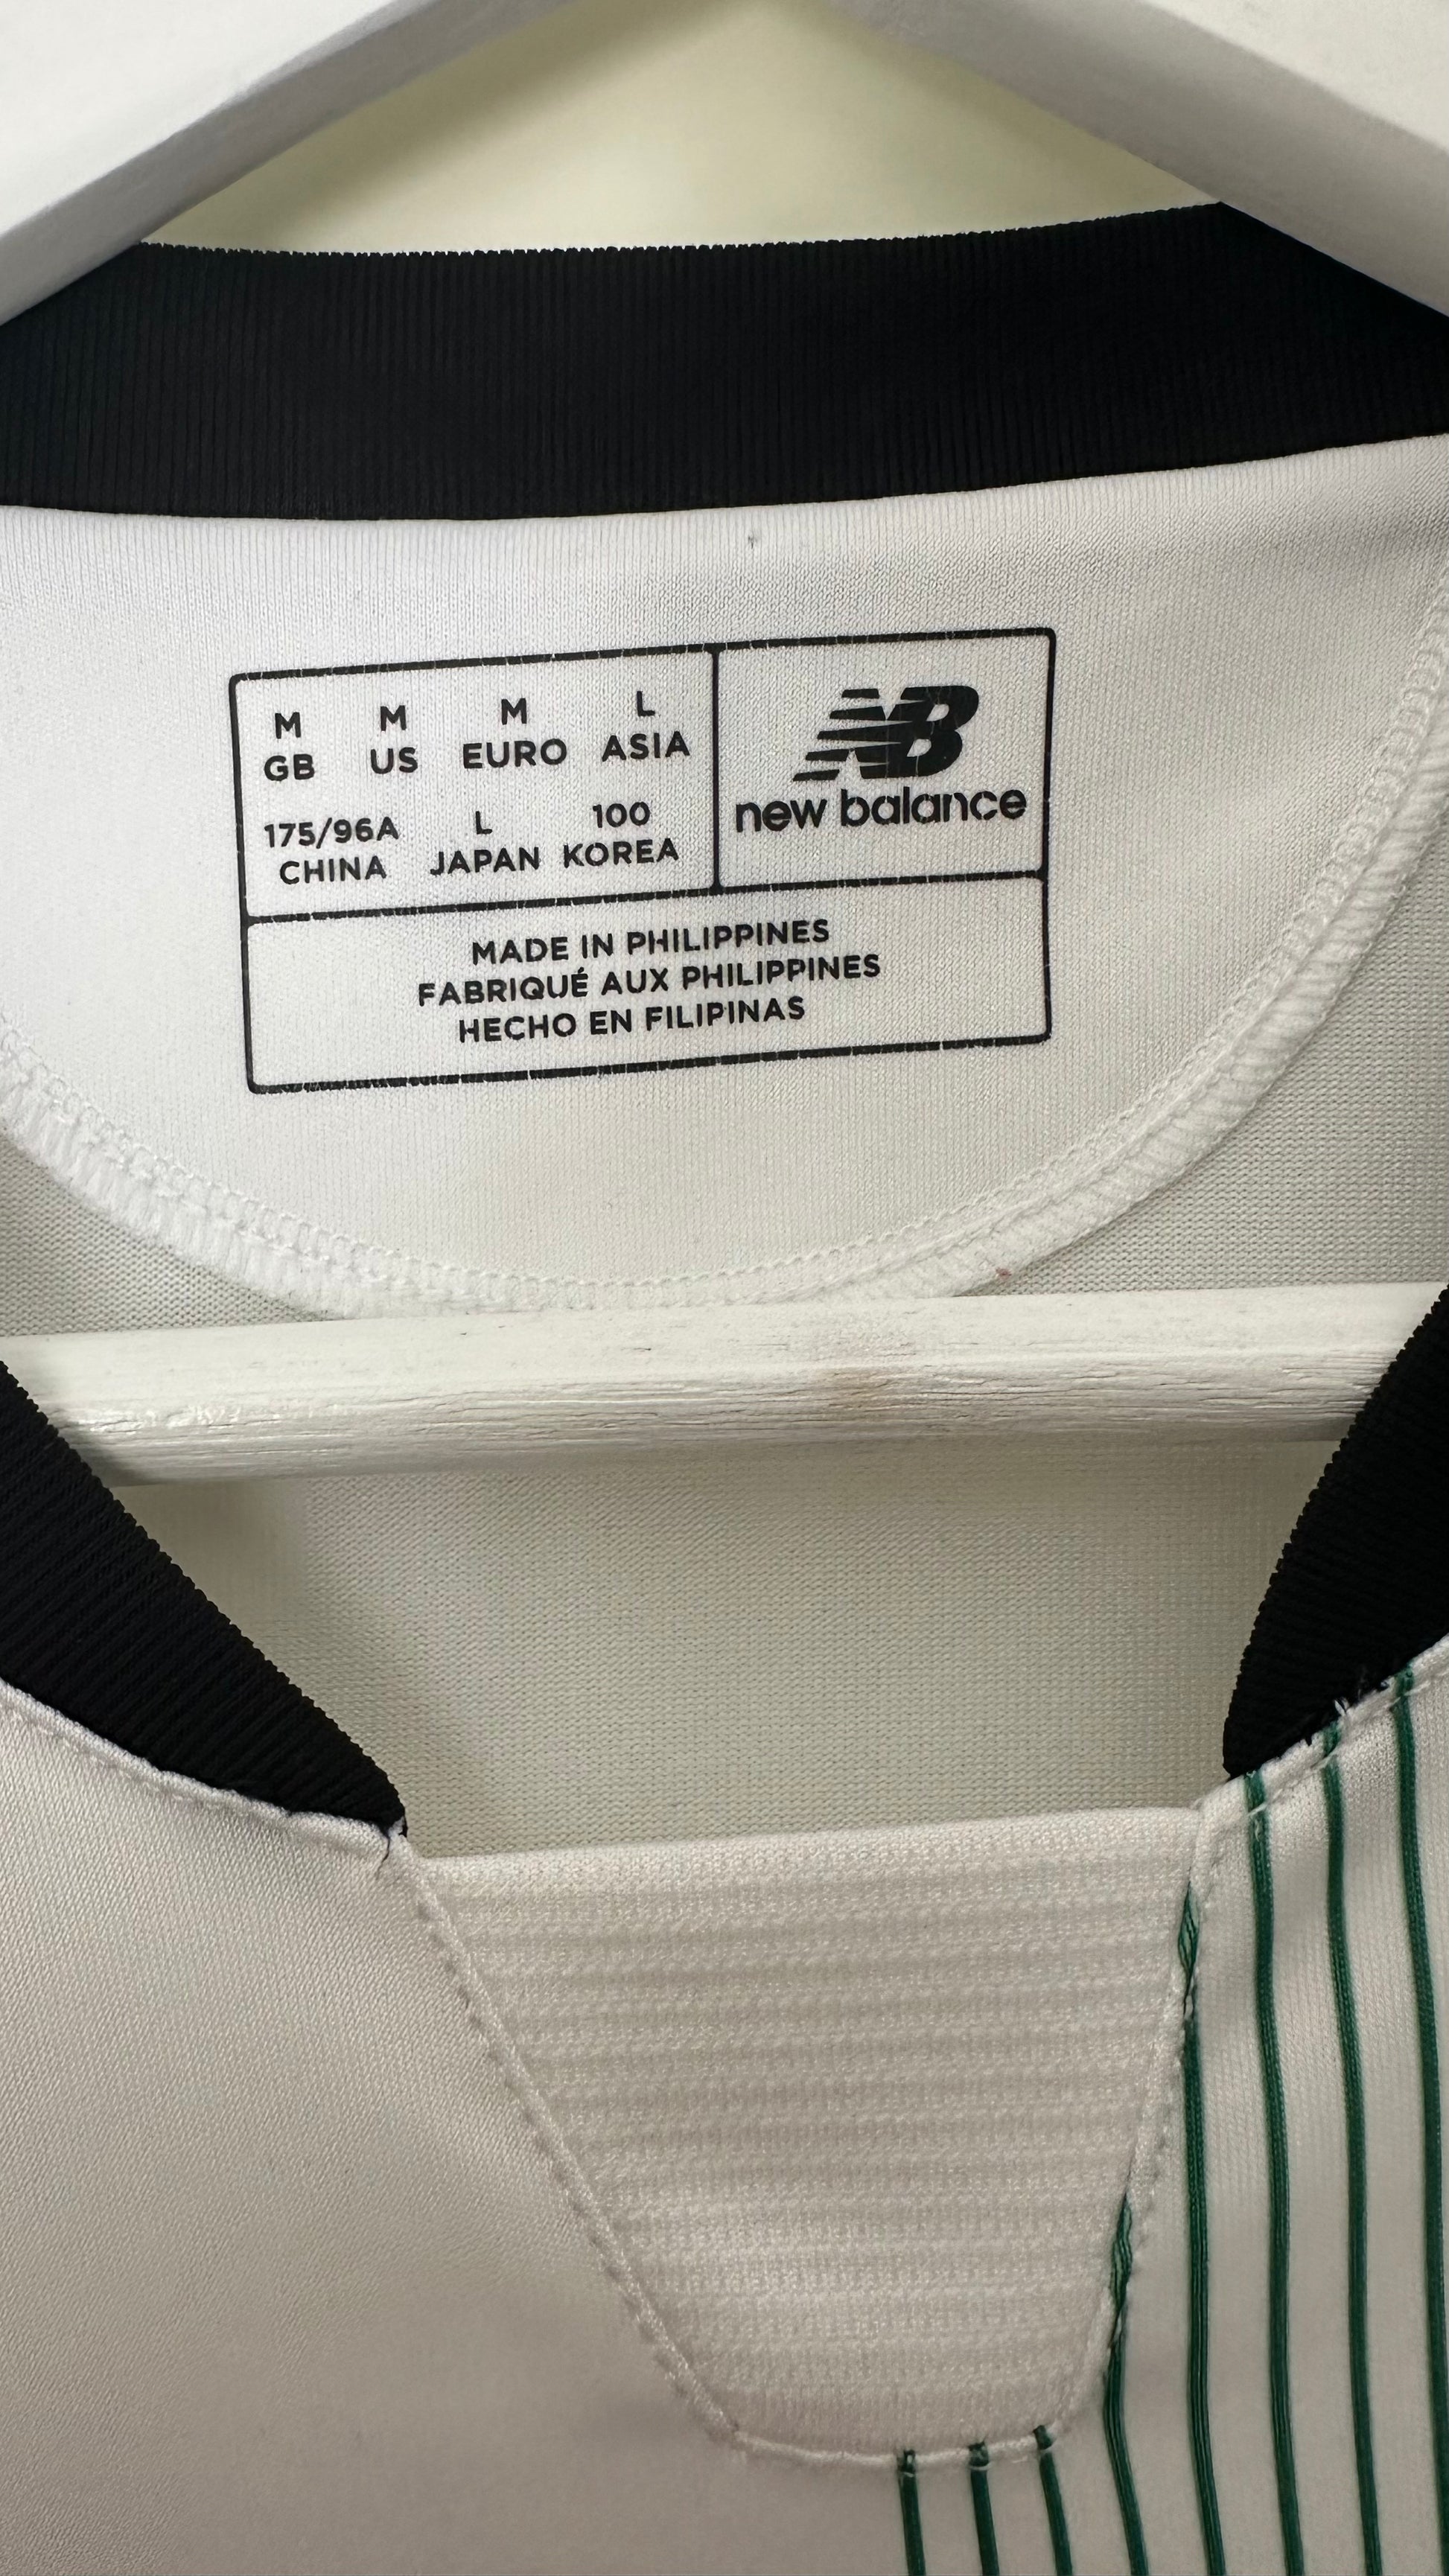 M M M L
GB US EURO ASIA
175/96A L 100
CHINA JAPAN KOREA
NB
new balance
MADE IN PHILIPPINES
FABRIQUÉ AUX PHILIPPINES
HECHO EN FILIPINAS